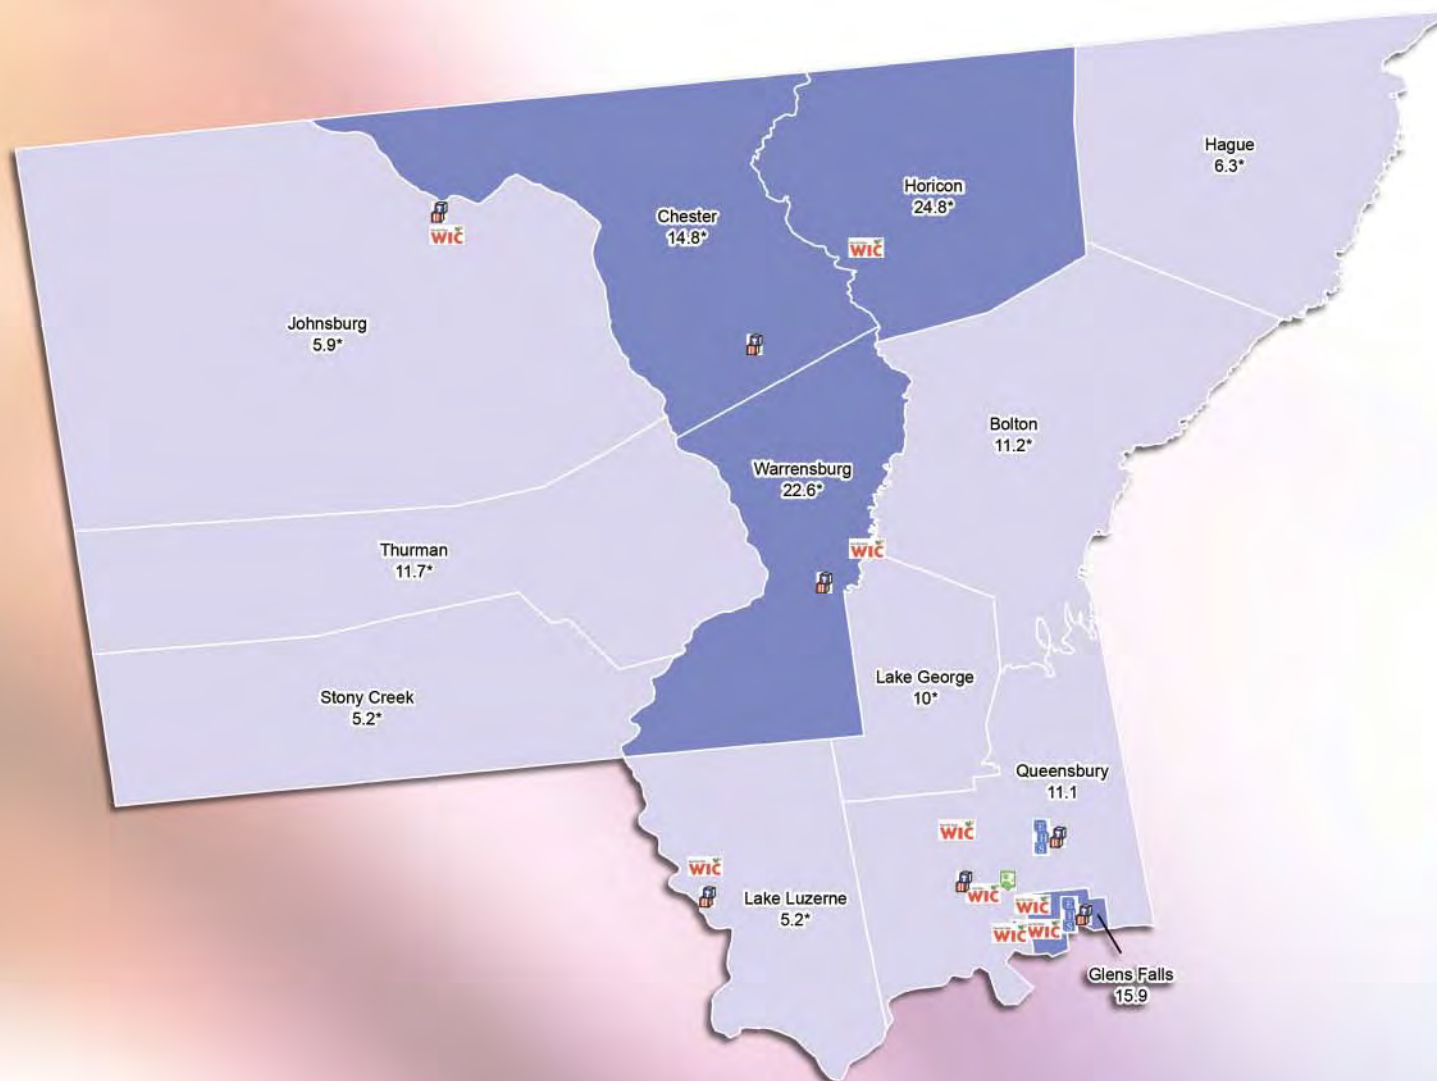 Hague
6.3*
Horicon
24.8*
Chester
14.8*
WIC
WIC
Johnsburg
5.9*
Bolton
11.2*
Warrensburg
22.6*
Thurman
11.7*
WIC
Lake George
10*
Stony Creek
5.2*
Queensbury
11.1
WIC
EHS
WIC
WIC
Lake Luzerne
5.2*
WIC
EHS
WIC
WIC
Glens Falls
15.9